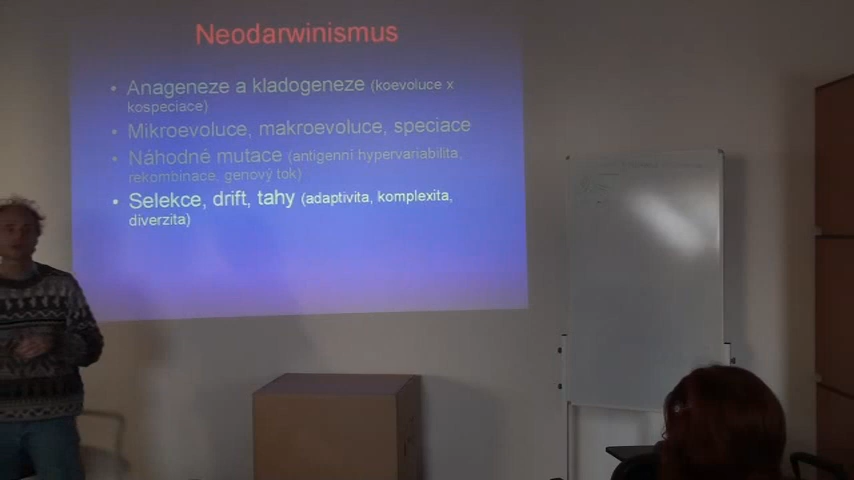 Neodarwinismus
• Anageneze a kladogeneze (koevoluce x
kospeciace)
• Mikroevoluce, makroevoluce, speciace
• Náhodné mutace (antigenní hypervariabilita,
rekombinace, genový tok)
• Selekce, drift, tahy (adaptivita, komplexita,
diverzita)